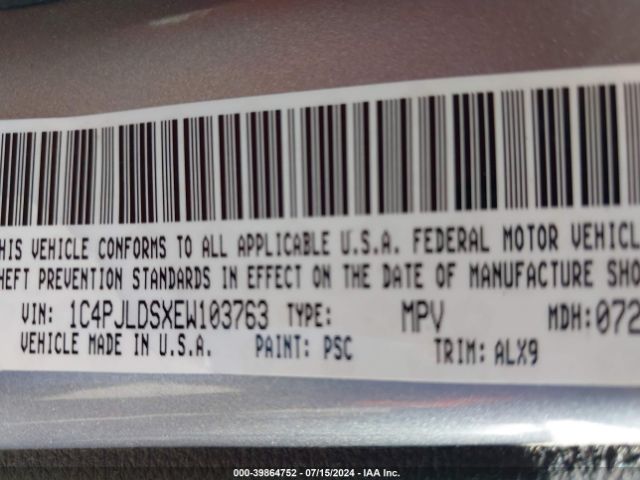 HIS VEHICLE CONFORMS TO ALL APPLICABLE U.S.A. FEDERAL MOTOR VEHICL
HEFT PREVENTION STANDARDS IN EFFECT ON THE DATE OF MANUFACTURE SHO
VIN: 1C4PJLDSXEW103763 TYPE: MPV MDH:072
VEHICLE MADE IN U.S.A. PAINT: PSC TRIM: ALX9
000-39864752 - 07/15/2024 - IAA Inc.